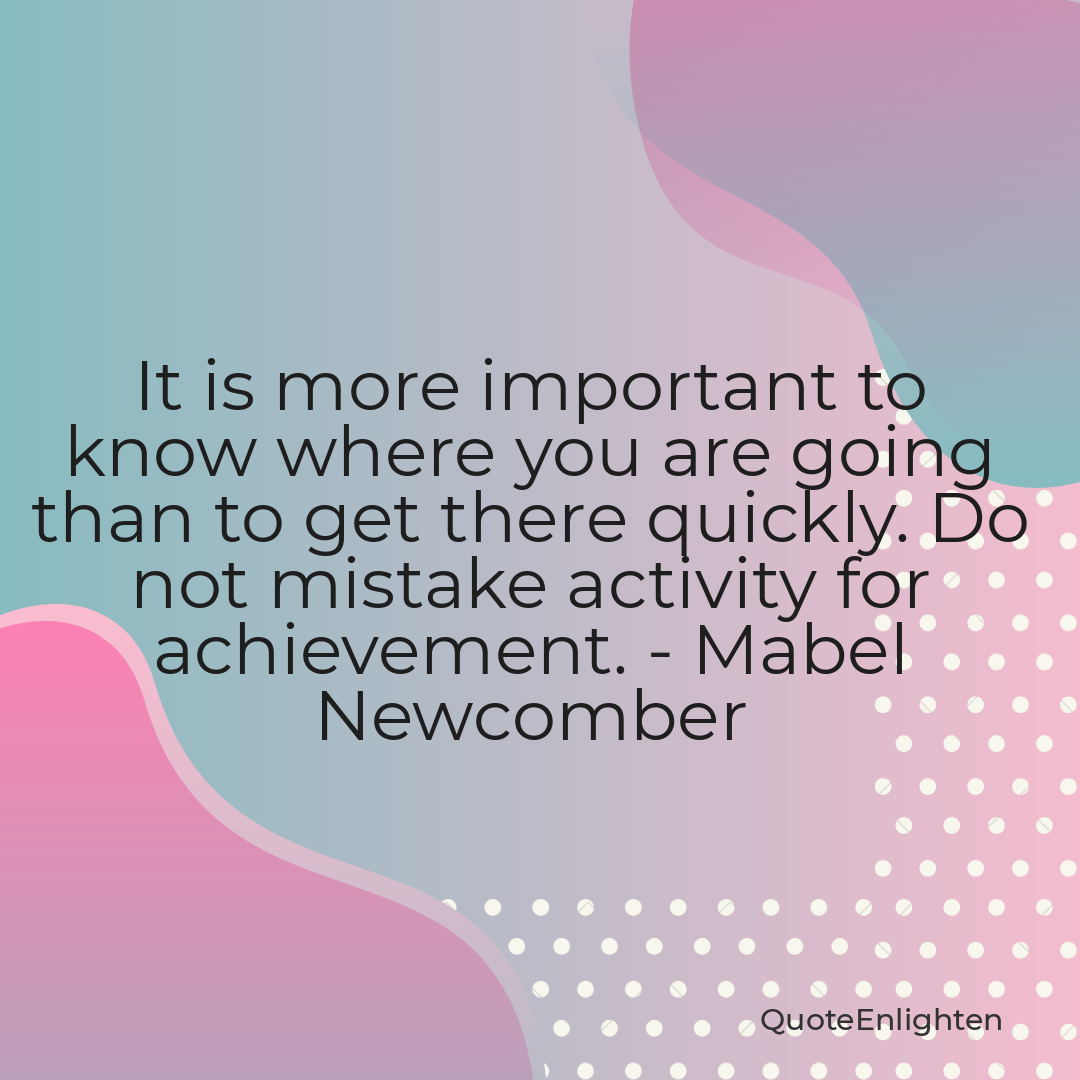 It is more important to
know where you are going
than to get there quickly. Do
not mistake activity for
achievement. - Mabel
Newcomber
QuoteEnlighten